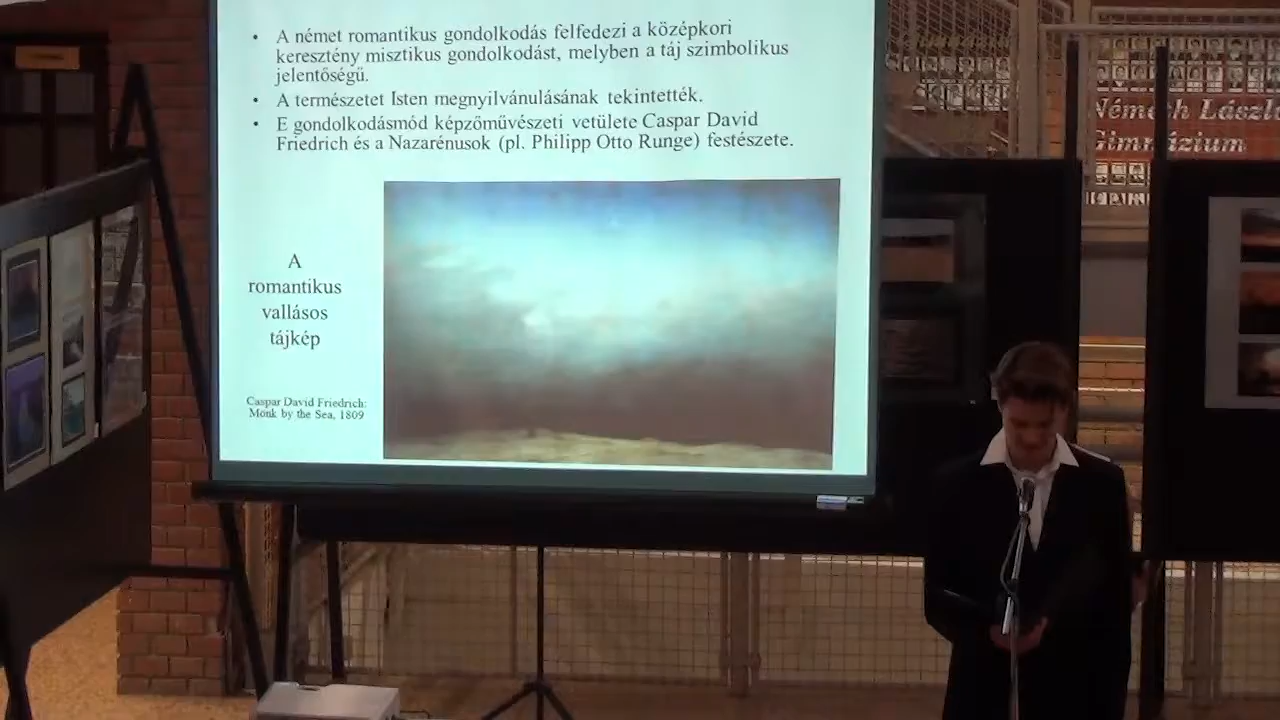 • A német romantikus gondolkodás felfedezi a középkori
keresztény misztikus gondolkodást, melyben a táj szimbolikus
jelentőségű.
• A természetet Isten megnyilvánulásának tekintették.
• E gondolkodásmód képzőművészeti vetülete Caspar David
Friedrich és a Nazarénusok (pl. Philipp Otto Runge) festészete.
A
romantikus
vallásos
tájkép
Caspar David Friedrich:
Monk by the Sea, 1809
Németh László
Gimnázium